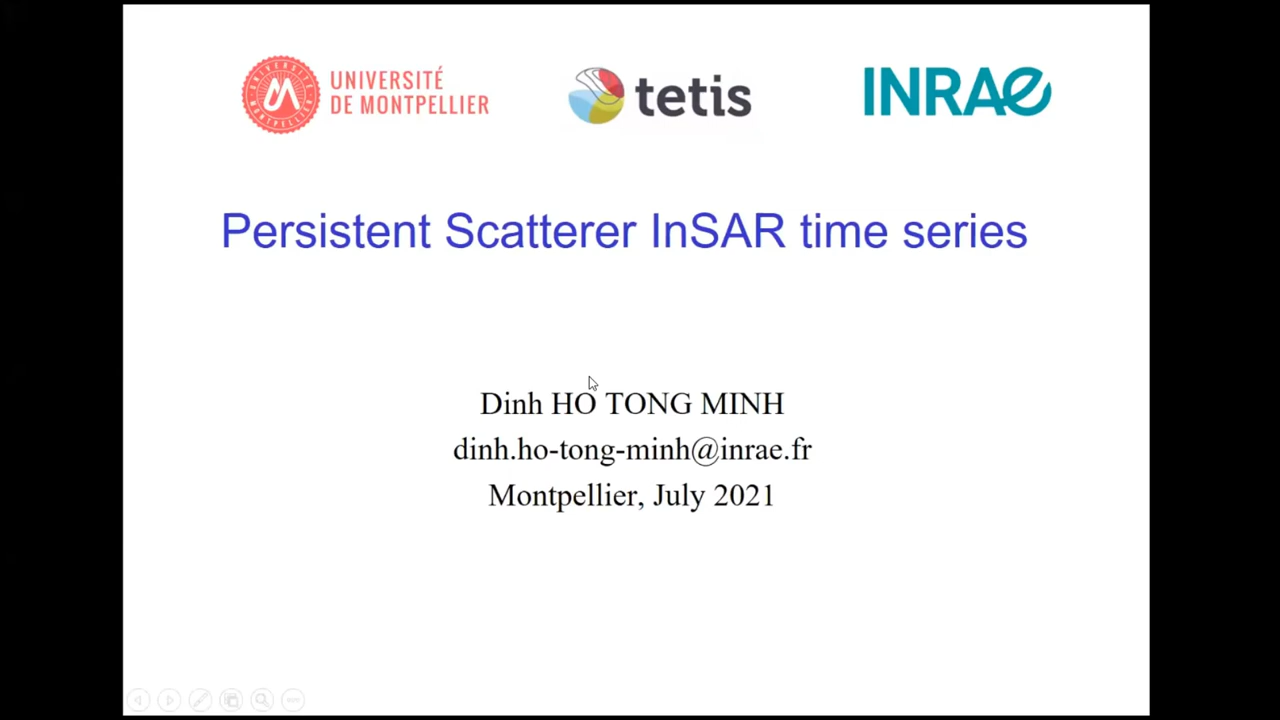 UNIVERSITÉ
DE MONTPELLIER
tetis
INRAE
Persistent Scatterer InSAR time series
Dinh HO TONG MINH
dinh.ho-tong-minh@inrae.fr
Montpellier, July 2021